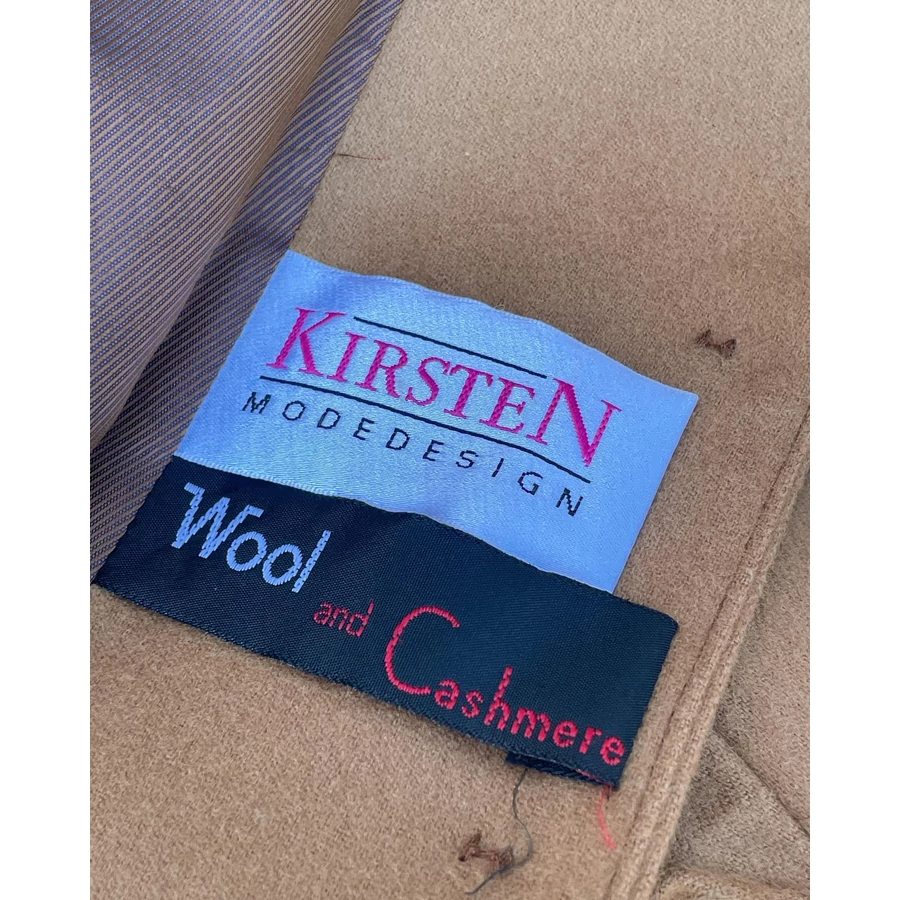 KIRSTEN
MODEDESIGN
Wool
and Cashmere